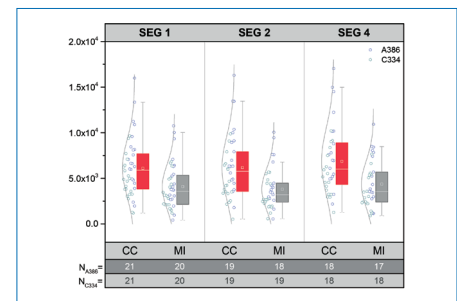 SEG 1 SEG 2 SEG 4
2.0x10⁴
A386
C334
1.5x10⁴
1.0x10⁴
5.0x10³
0.0
CC MI CC MI CC MI
N_A386= 21 20 19 18 18 17
N_C334= 21 20 19 19 18 18